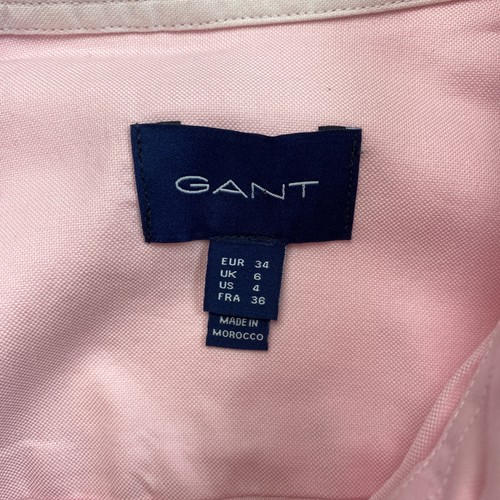 GANT
EUR 34
UK 6
US 4
FRA 36
MADE IN
MOROCCO